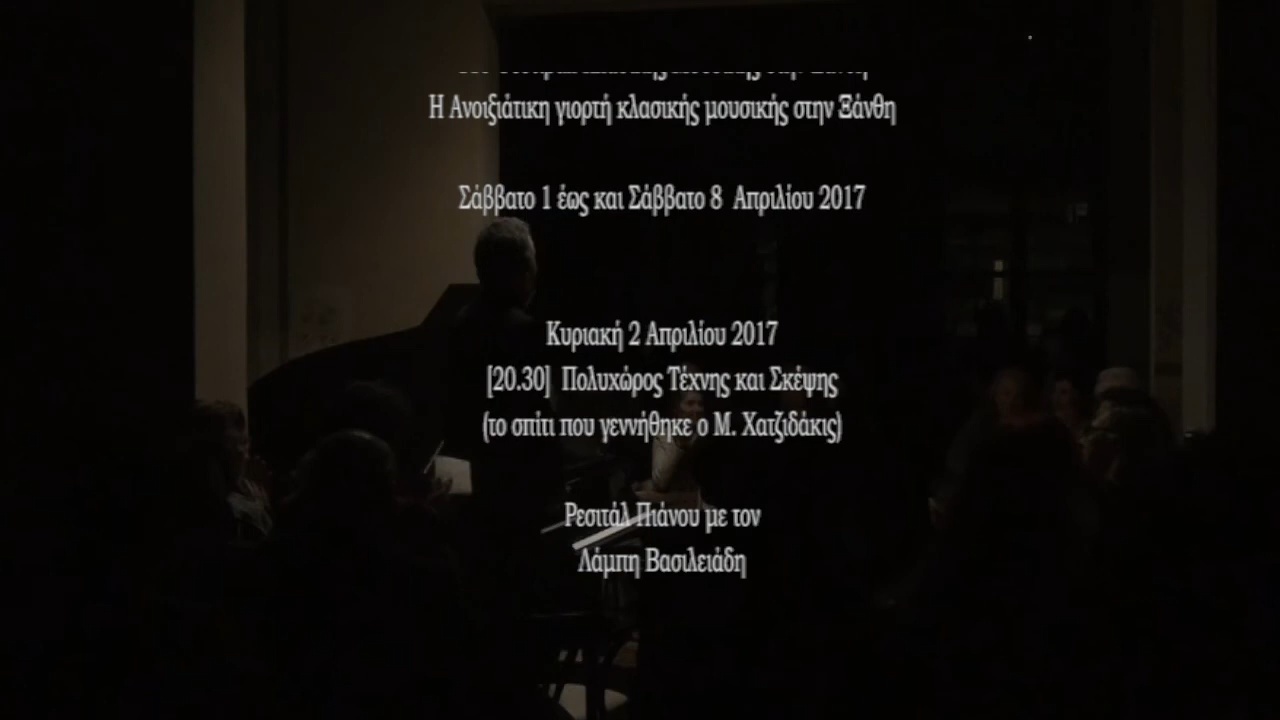 Η Ανοιξιάτικη γιορτή κλασικής μουσικής στην Ξάνθη
Σάββατο 1 έως και Σάββατο 8 Απριλίου 2017
Κυριακή 2 Απριλίου 2017
[20.30] Πολυχώρος Τέχνης και Σκέψης
(το σπίτι που γεννήθηκε ο Μ. Χατζιδάκις)
Ρεσιτάλ Πιάνου με τον
Λάμπη Βασιλειάδη